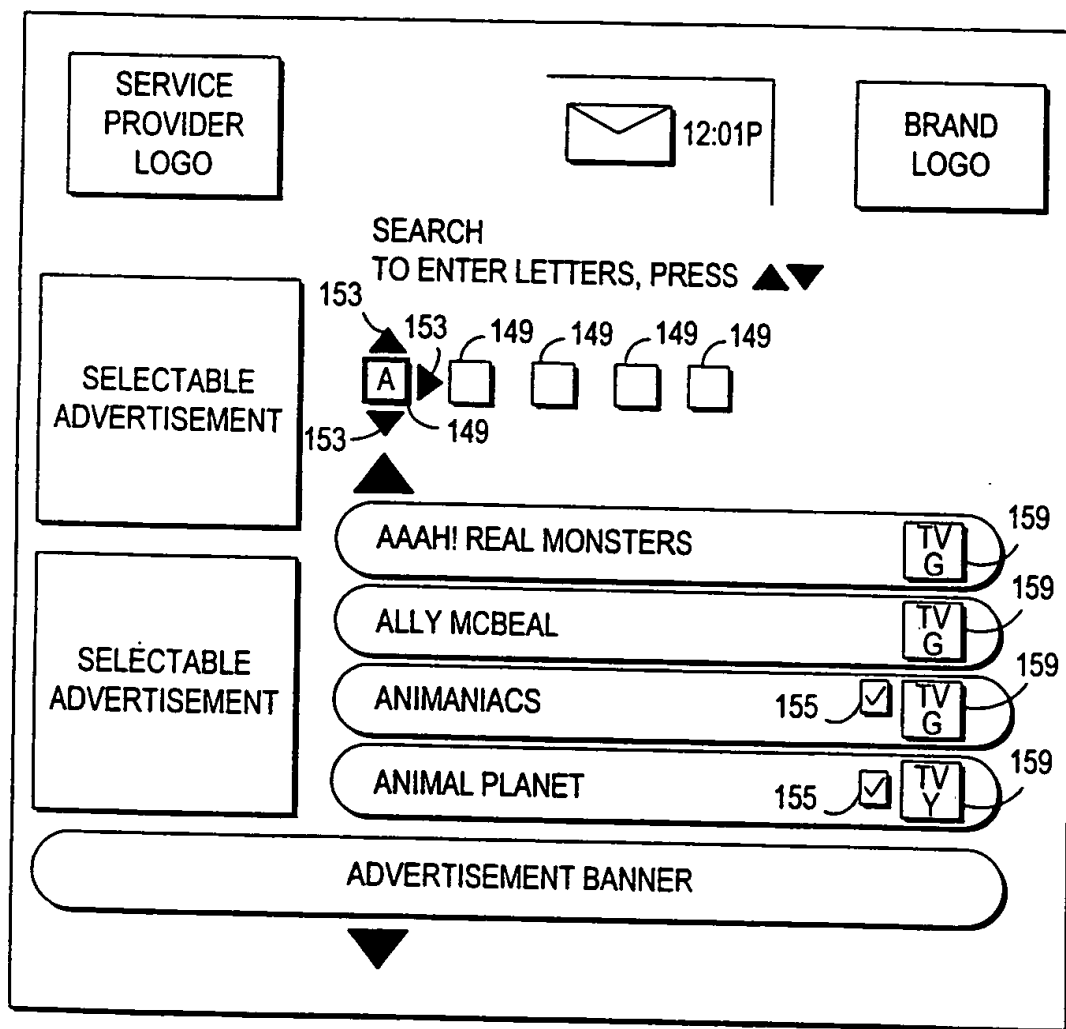 SERVICE
PROVIDER
LOGO
12:01P
BRAND
LOGO
SEARCH
TO ENTER LETTERS, PRESS ▲▼
153
153
149
149
149
149
A
153
149
SELECTABLE
ADVERTISEMENT
AAAH! REAL MONSTERS
TV
G
159
ALLY MCBEAL
TV
G
159
ANIMANIACS
155
TV
G
159
SELECTABLE
ADVERTISEMENT
ANIMAL PLANET
155
TV
Y
159
ADVERTISEMENT BANNER